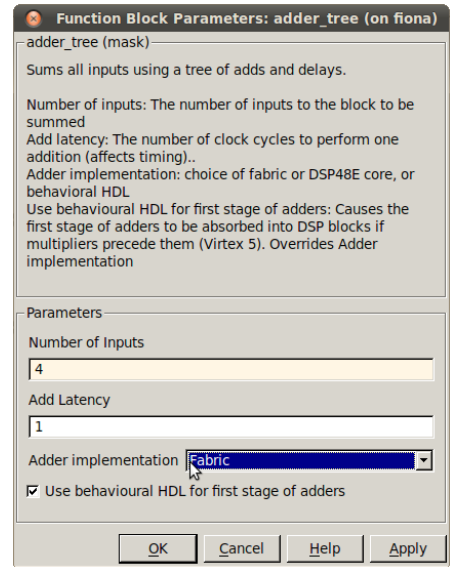 Function Block Parameters: adder_tree (on fiona)
adder_tree (mask)
Sums all inputs using a tree of adds and delays.
Number of inputs: The number of inputs to the block to be
summed
Add latency: The number of clock cycles to perform one
addition (affects timing)..
Adder implementation: choice of fabric or DSP48E core, or
behavioral HDL
Use behavioural HDL for first stage of adders: Causes the
first stage of adders to be absorbed into DSP blocks if
multipliers precede them (Virtex 5). Overrides Adder
implementation
Parameters
Number of Inputs
4
Add Latency
1
Adder implementation Fabric
Use behavioural HDL for first stage of adders
OK Cancel Help Apply